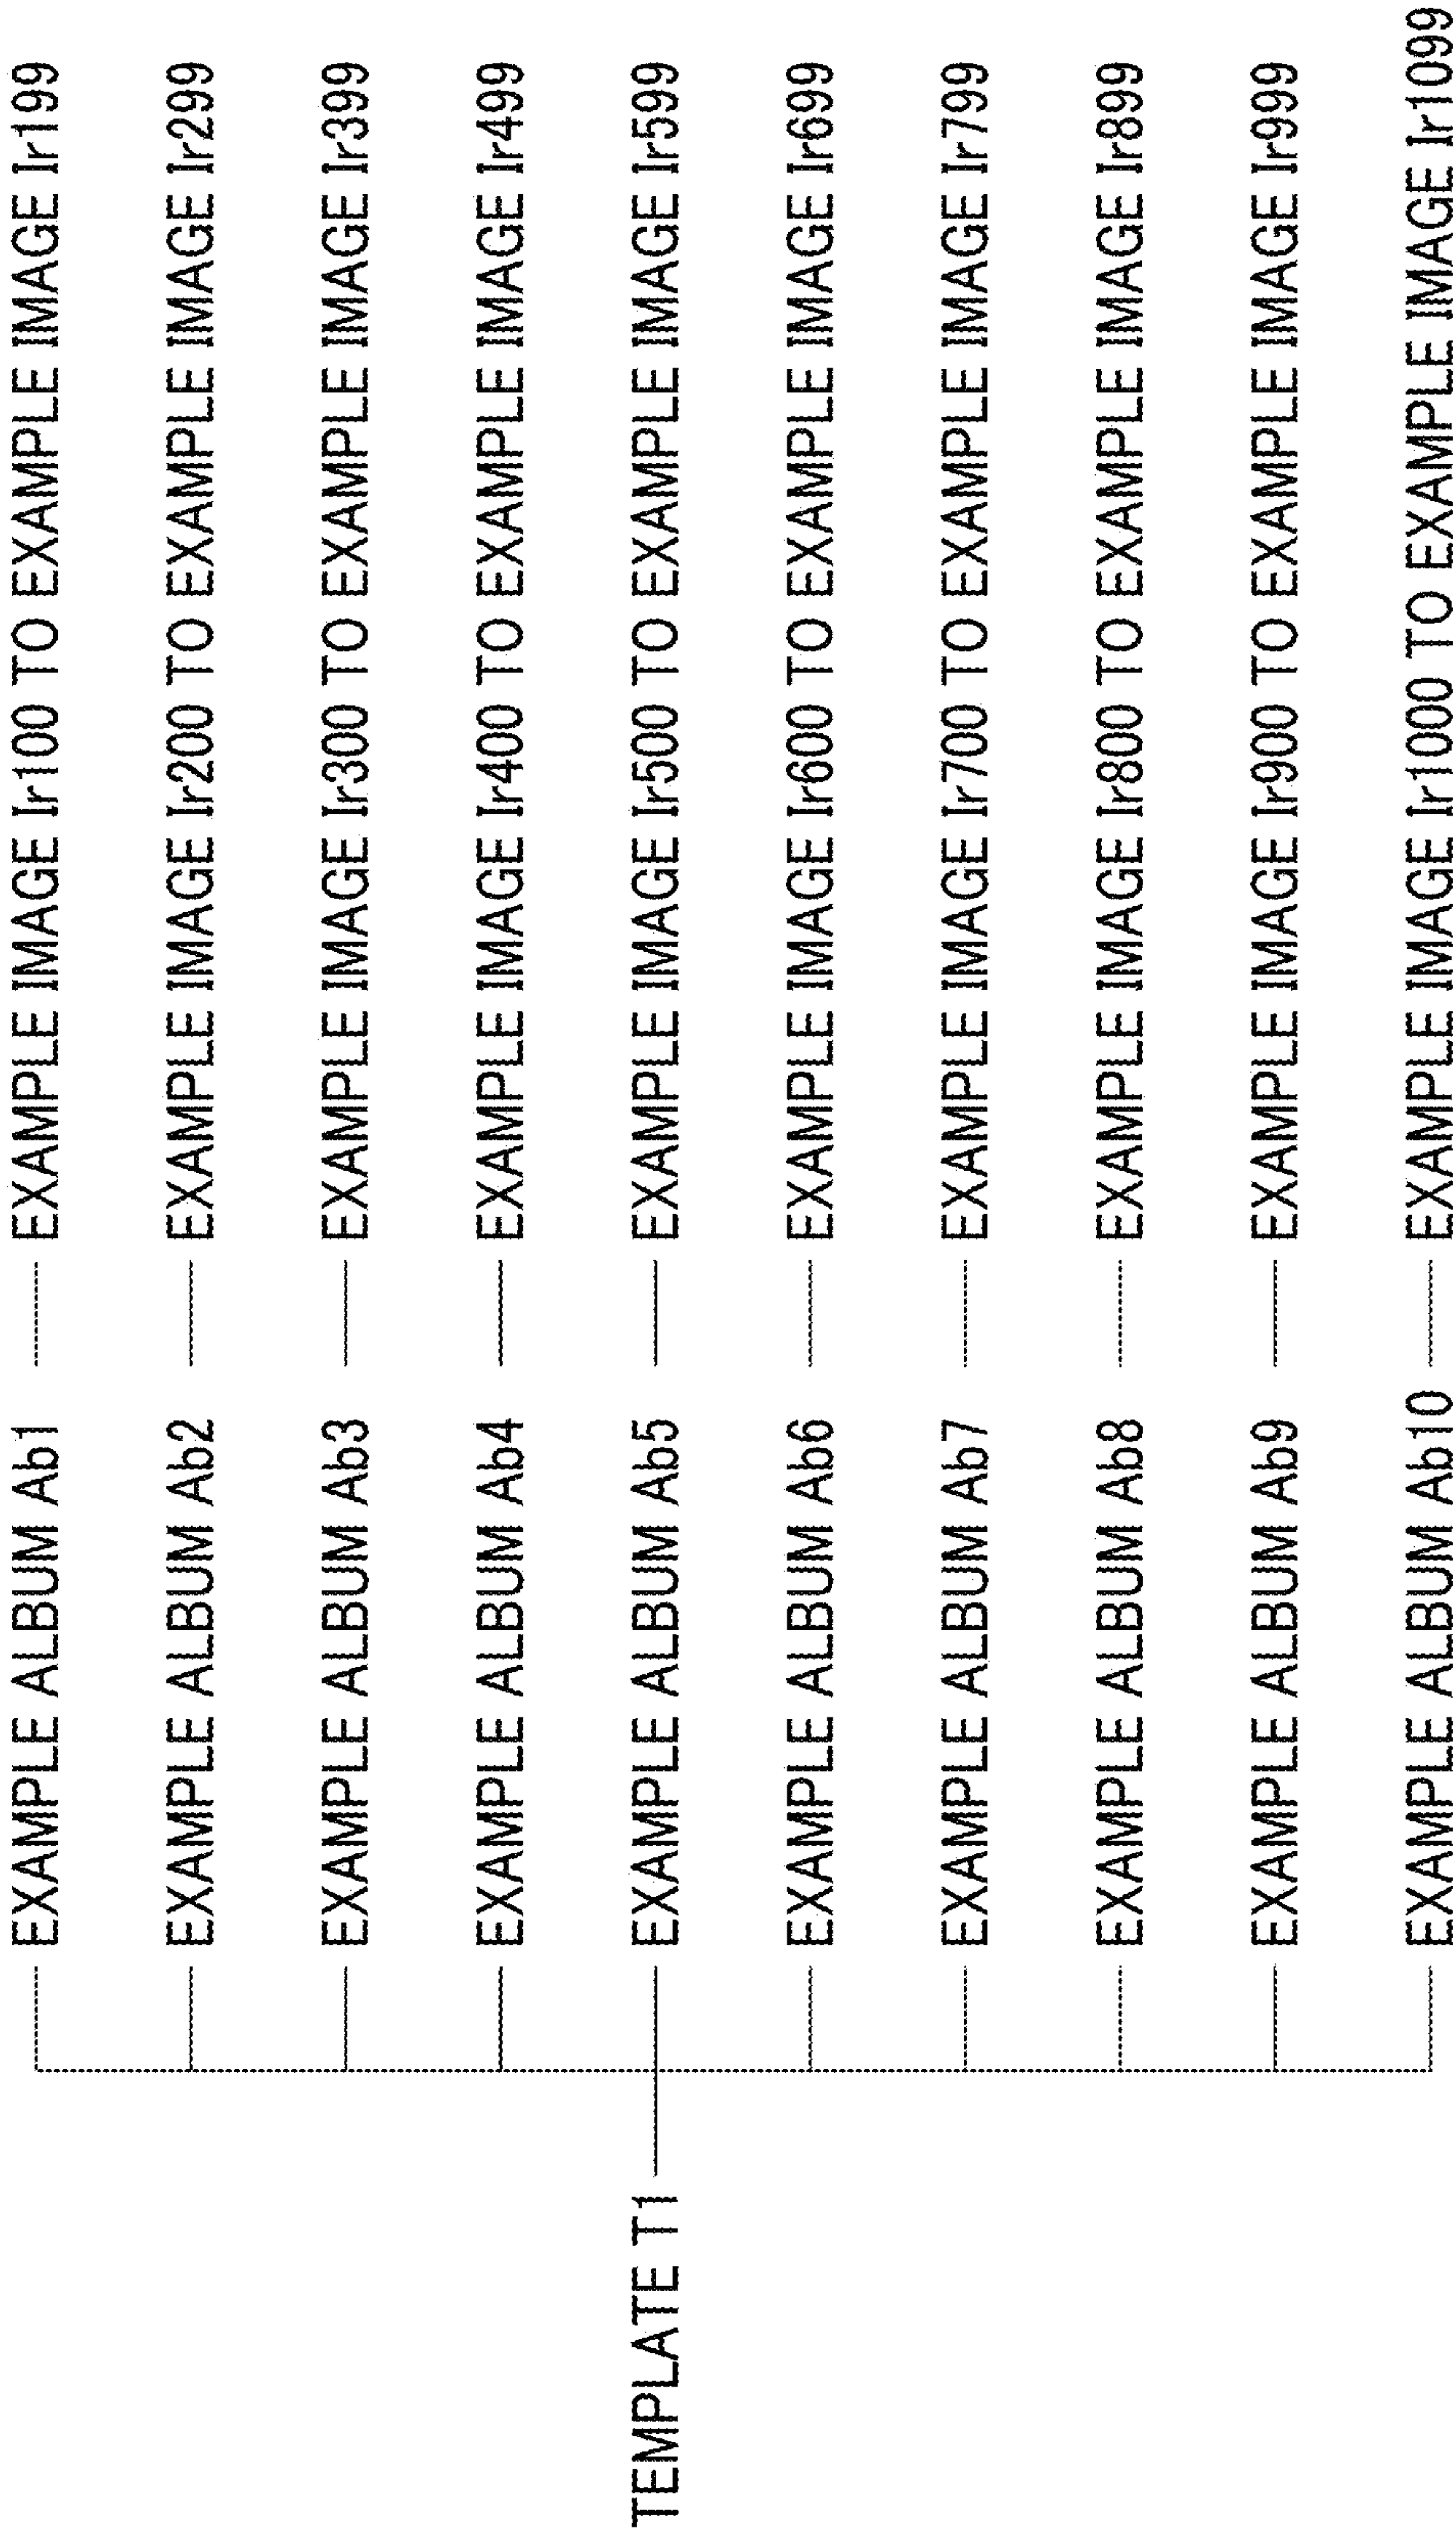 EXAMPLE ALBUM Ab1 EXAMPLE IMAGE Ir100 TO EXAMPLE IMAGE Ir199
EXAMPLE ALBUM Ab2 EXAMPLE IMAGE Ir200 TO EXAMPLE IMAGE Ir299
EXAMPLE ALBUM Ab3 EXAMPLE IMAGE Ir300 TO EXAMPLE IMAGE Ir399
EXAMPLE ALBUM Ab4 EXAMPLE IMAGE Ir400 TO EXAMPLE IMAGE Ir499
TEMPLATE T1 EXAMPLE ALBUM Ab5 EXAMPLE IMAGE Ir500 TO EXAMPLE IMAGE Ir599
EXAMPLE ALBUM Ab6 EXAMPLE IMAGE Ir600 TO EXAMPLE IMAGE Ir699
EXAMPLE ALBUM Ab7 EXAMPLE IMAGE Ir700 TO EXAMPLE IMAGE Ir799
EXAMPLE ALBUM Ab8 EXAMPLE IMAGE Ir800 TO EXAMPLE IMAGE Ir899
EXAMPLE ALBUM Ab9 EXAMPLE IMAGE Ir900 TO EXAMPLE IMAGE Ir999
EXAMPLE ALBUM Ab10 EXAMPLE IMAGE Ir1000 TO EXAMPLE IMAGE Ir1099